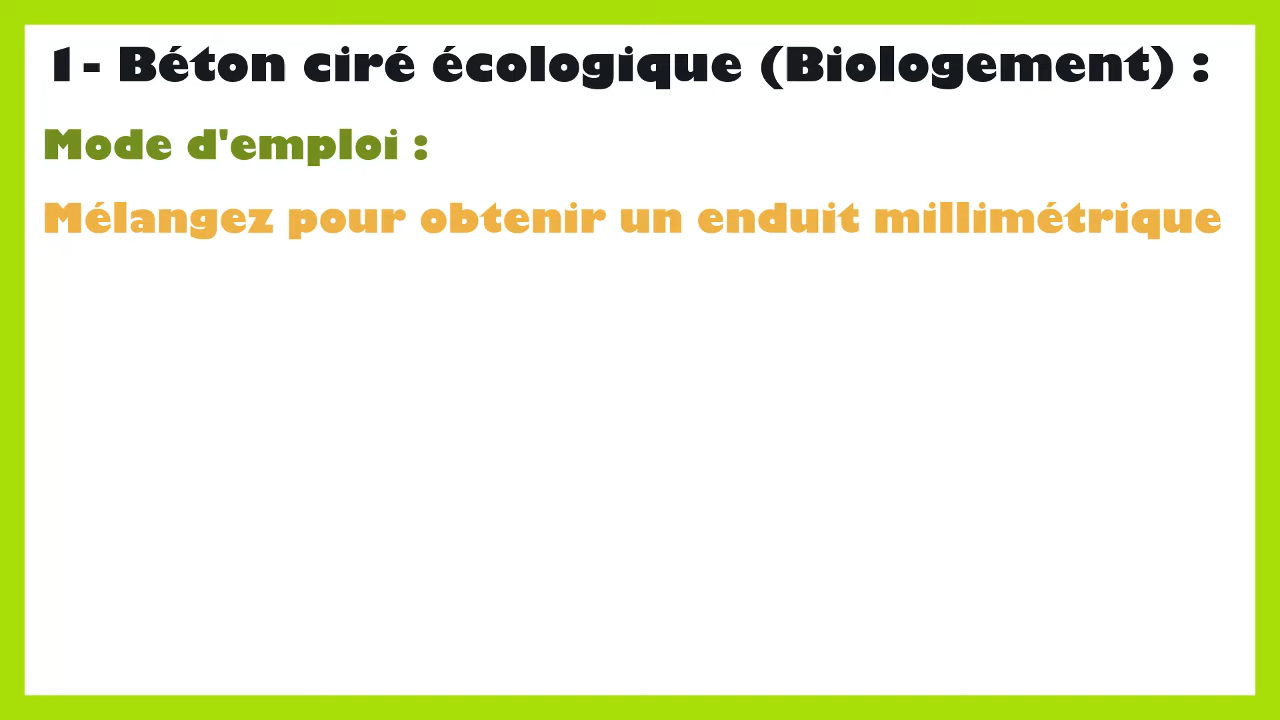 1- Béton ciré écologique (Biologement) :
Mode d'emploi :
Mélangez pour obtenir un enduit millimétrique